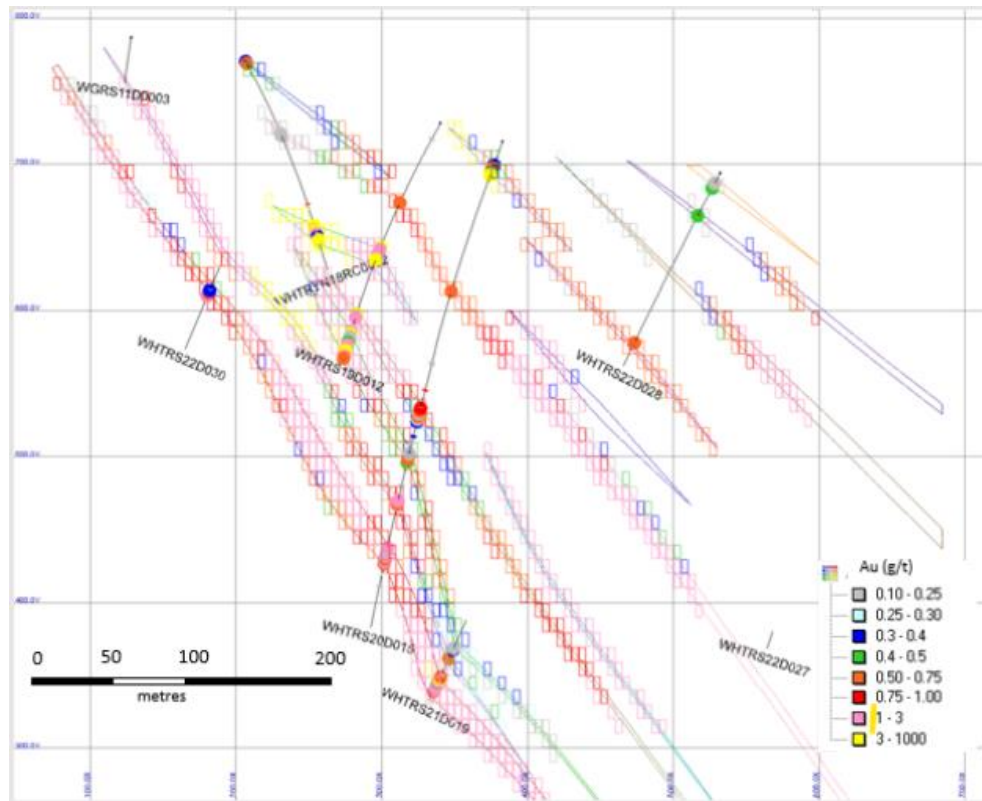 WGRS11DD003
WHTRS22D030
WHTRS19D012
WHTRS22D028
WHTRS20D015
WHTRS21D019
WHTRS22D027
0 50 100 200
metres
Au (g/t)
0.10 - 0.25
0.25 - 0.30
0.3 - 0.4
0.4 - 0.5
0.50 - 0.75
0.75 - 1.00
1 - 3
3 - 1000